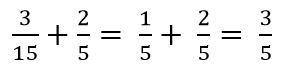 3/15 + 2/5 = 1/5 + 2/5 = 3/5